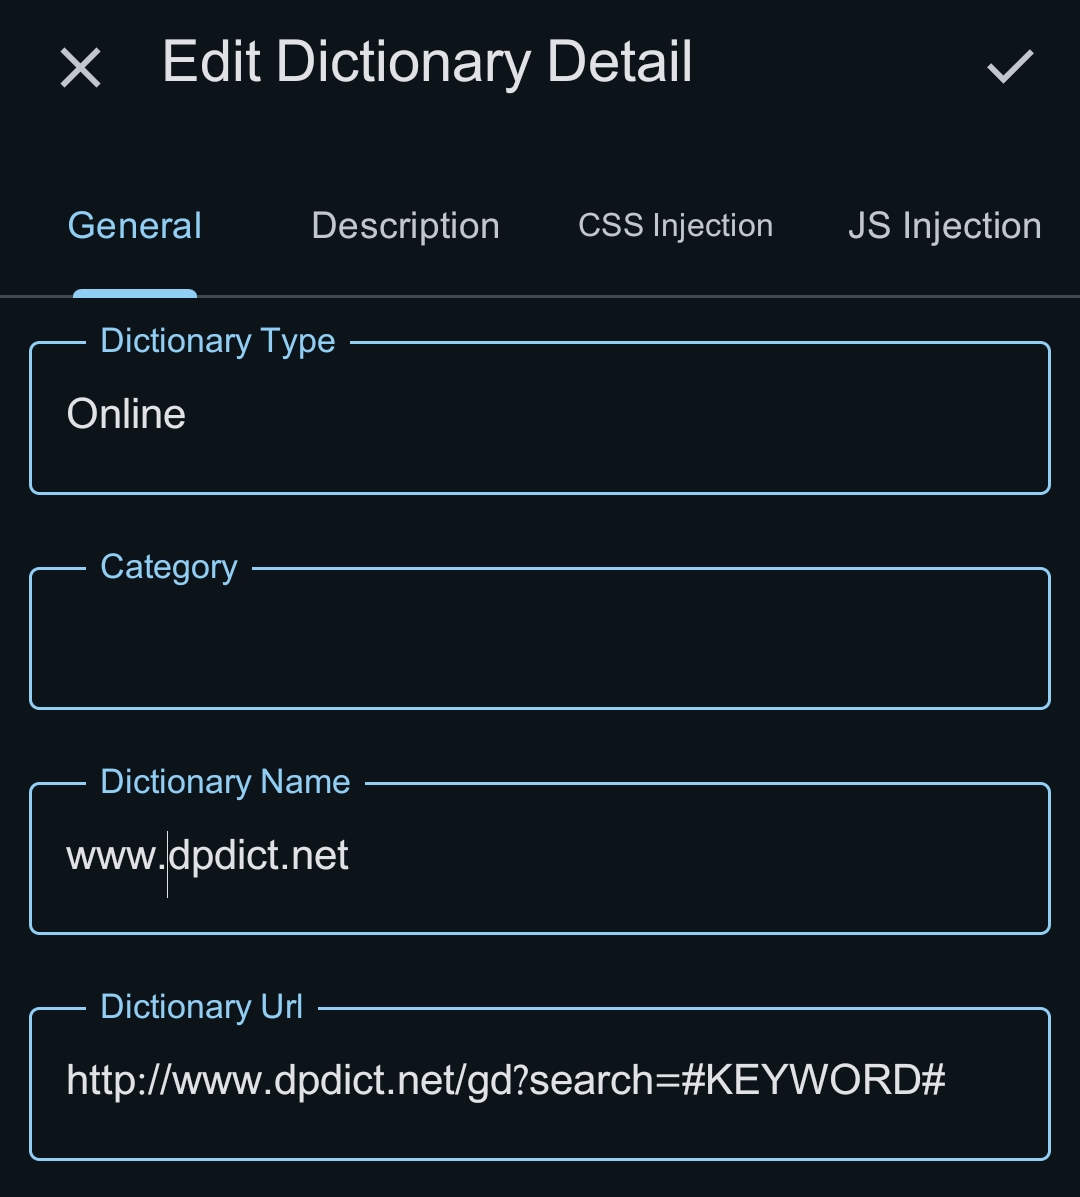 Edit Dictionary Detail
General Description CSS Injection JS Injection
Dictionary Type
Online
Category
Dictionary Name
www.dpdict.net
Dictionary Url
http://www.dpdict.net/gd?search=#KEYWORD#